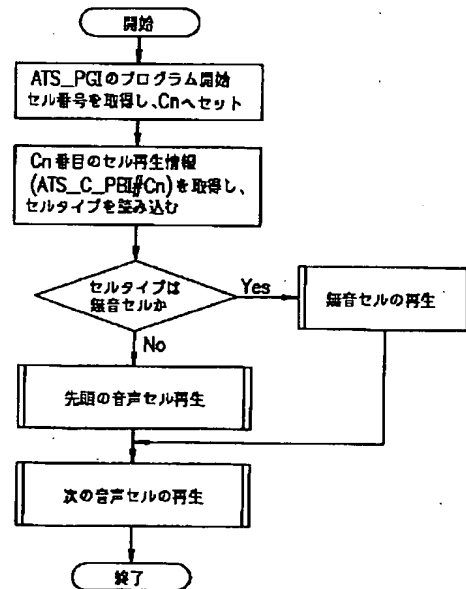 開始
ATS_PGIのプログラム開始
セル番号を取得し、Cnへセット
Cn番目のセル再生情報
(ATS_C_PBI#Cn)を取得し、
セルタイプを読み込む
セルタイプは
無音セルか
Yes
無音セルの再生
No
先頭の音声セル再生
次の音声セルの再生
終了